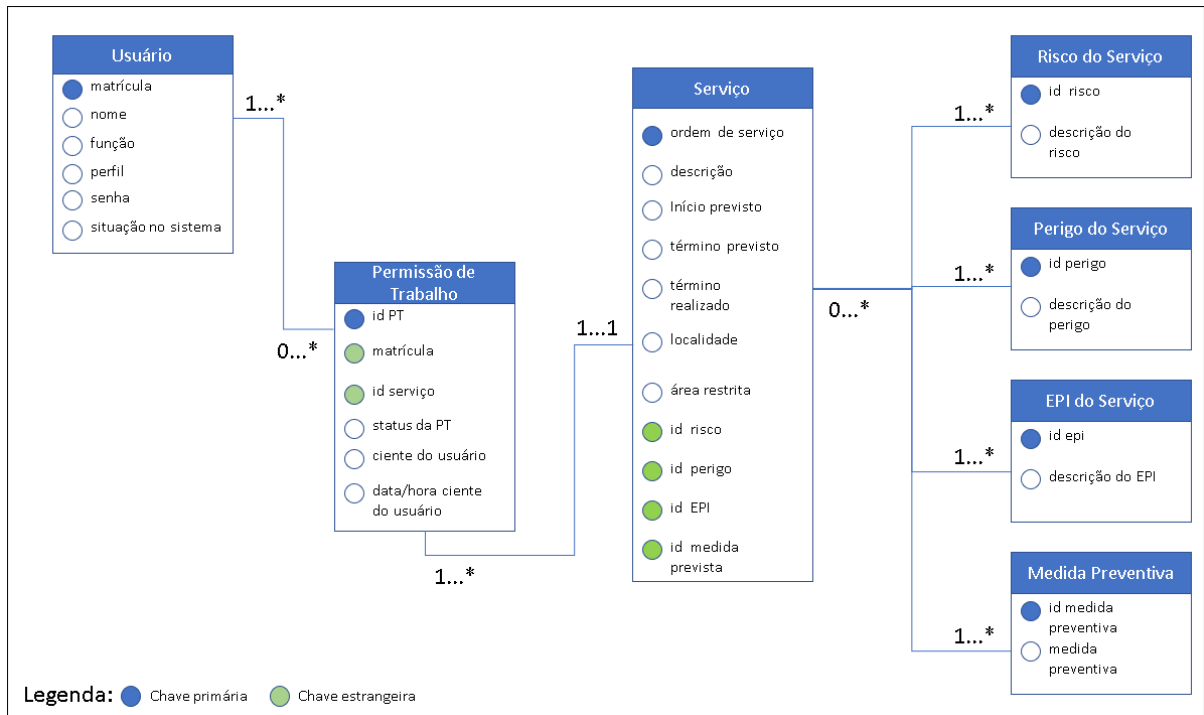 Usuário
matrícula
nome
função
perfil
senha
situação no sistema
1...*
0...*
Permissão de
Trabalho
id PT
matrícula
id serviço
status da PT
ciente do usuário
data/hora ciente
do usuário
1...*
1...1
Serviço
ordem de serviço
descrição
Início previsto
término previsto
término
realizado
localidade
área restrita
id risco
id perigo
id EPI
id medida
prevista
0...*
1...*
Risco do Serviço
id risco
descrição do
risco
1...*
Perigo do Serviço
id perigo
descrição do
perigo
1...*
EPI do Serviço
id epi
descrição do EPI
1...*
Medida Preventiva
id medida
preventiva
medida
preventiva
Legenda: Chave primária Chave estrangeira